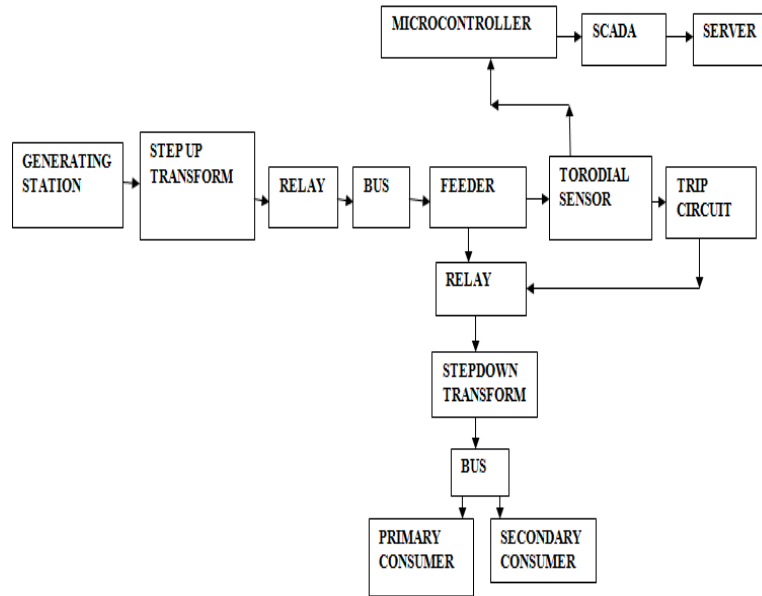 MICROCONTROLLER
SCADA
SERVER
GENERATING
STATION
STEP UP
TRANSFORM
RELAY
BUS
FEEDER
TORODIAL
SENSOR
TRIP
CIRCUIT
RELAY
STEPDOWN
TRANSFORM
BUS
PRIMARY
CONSUMER
SECONDARY
CONSUMER